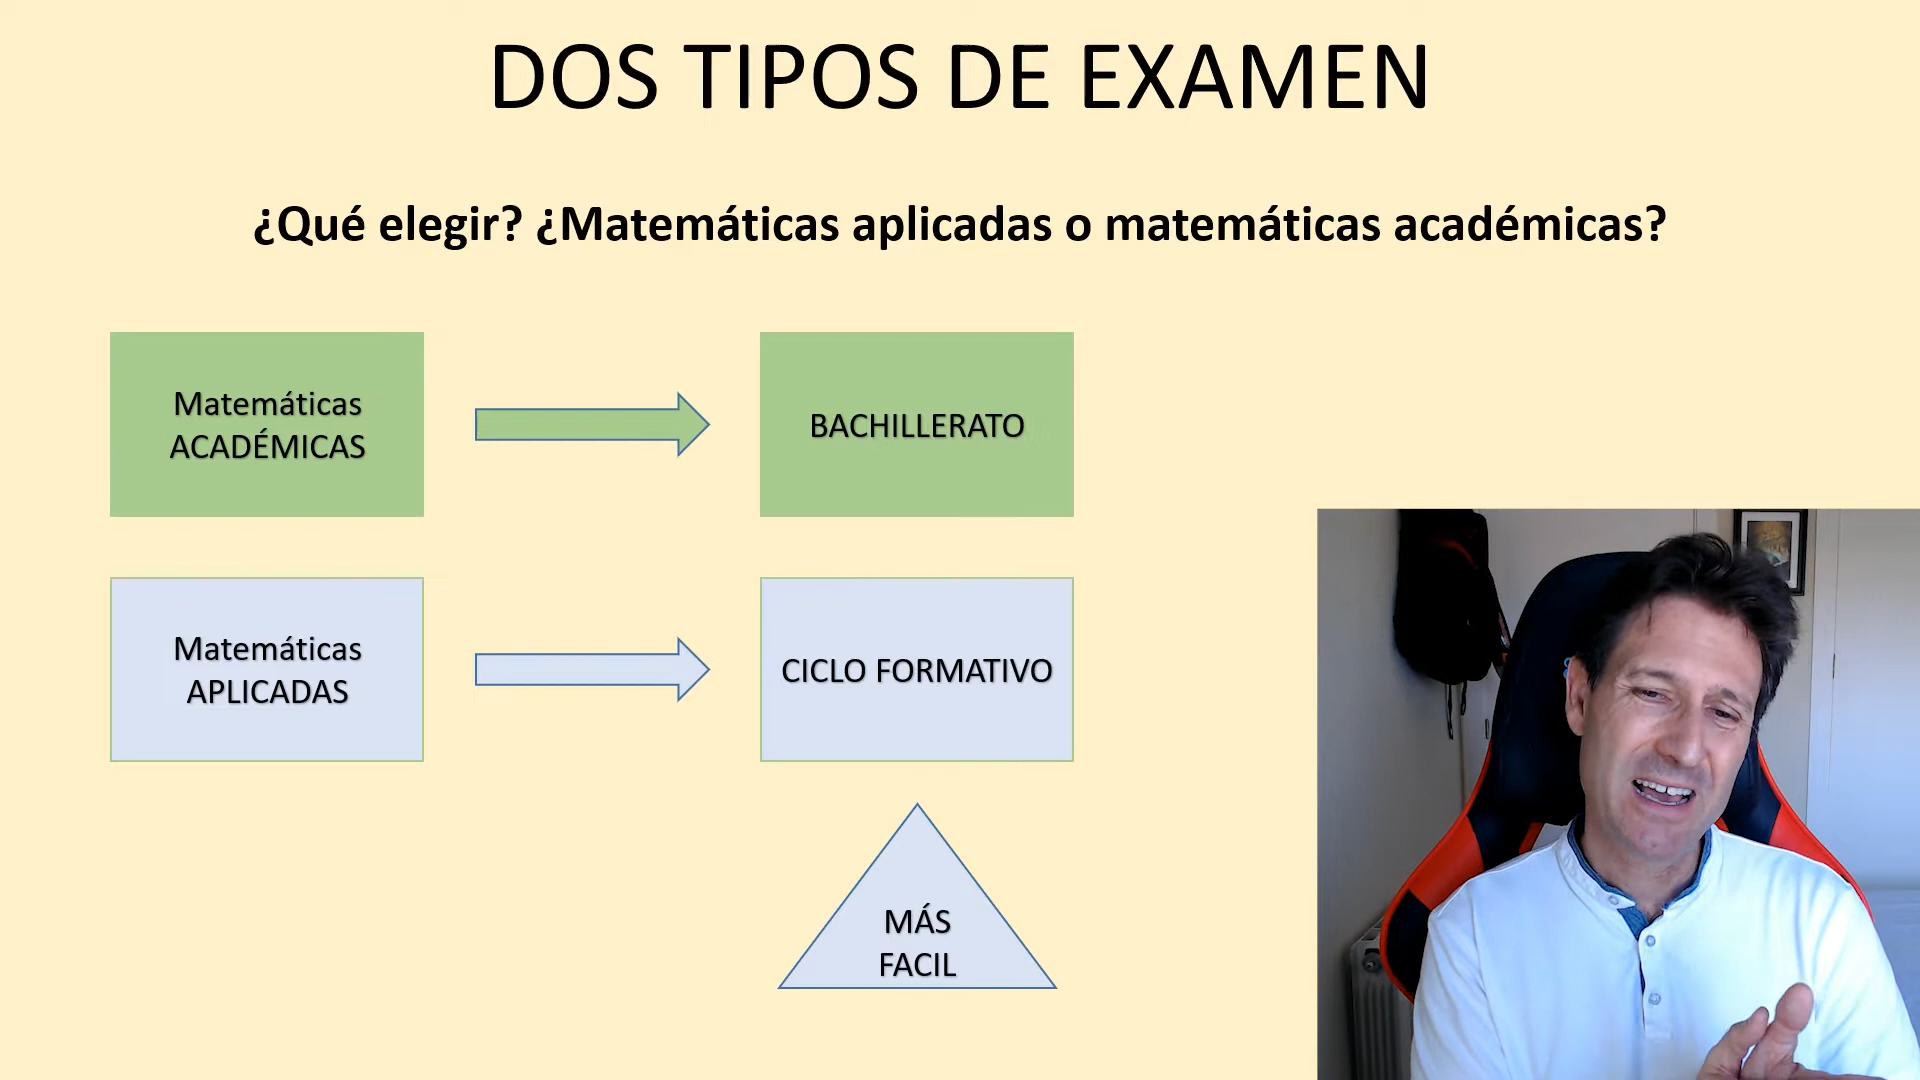 DOS TIPOS DE EXAMEN
¿Qué elegir? ¿Matemáticas aplicadas o matemáticas académicas?
Matemáticas
ACADÉMICAS
BACHILLERATO
Matemáticas
APLICADAS
CICLO FORMATIVO
MÁS
FACIL